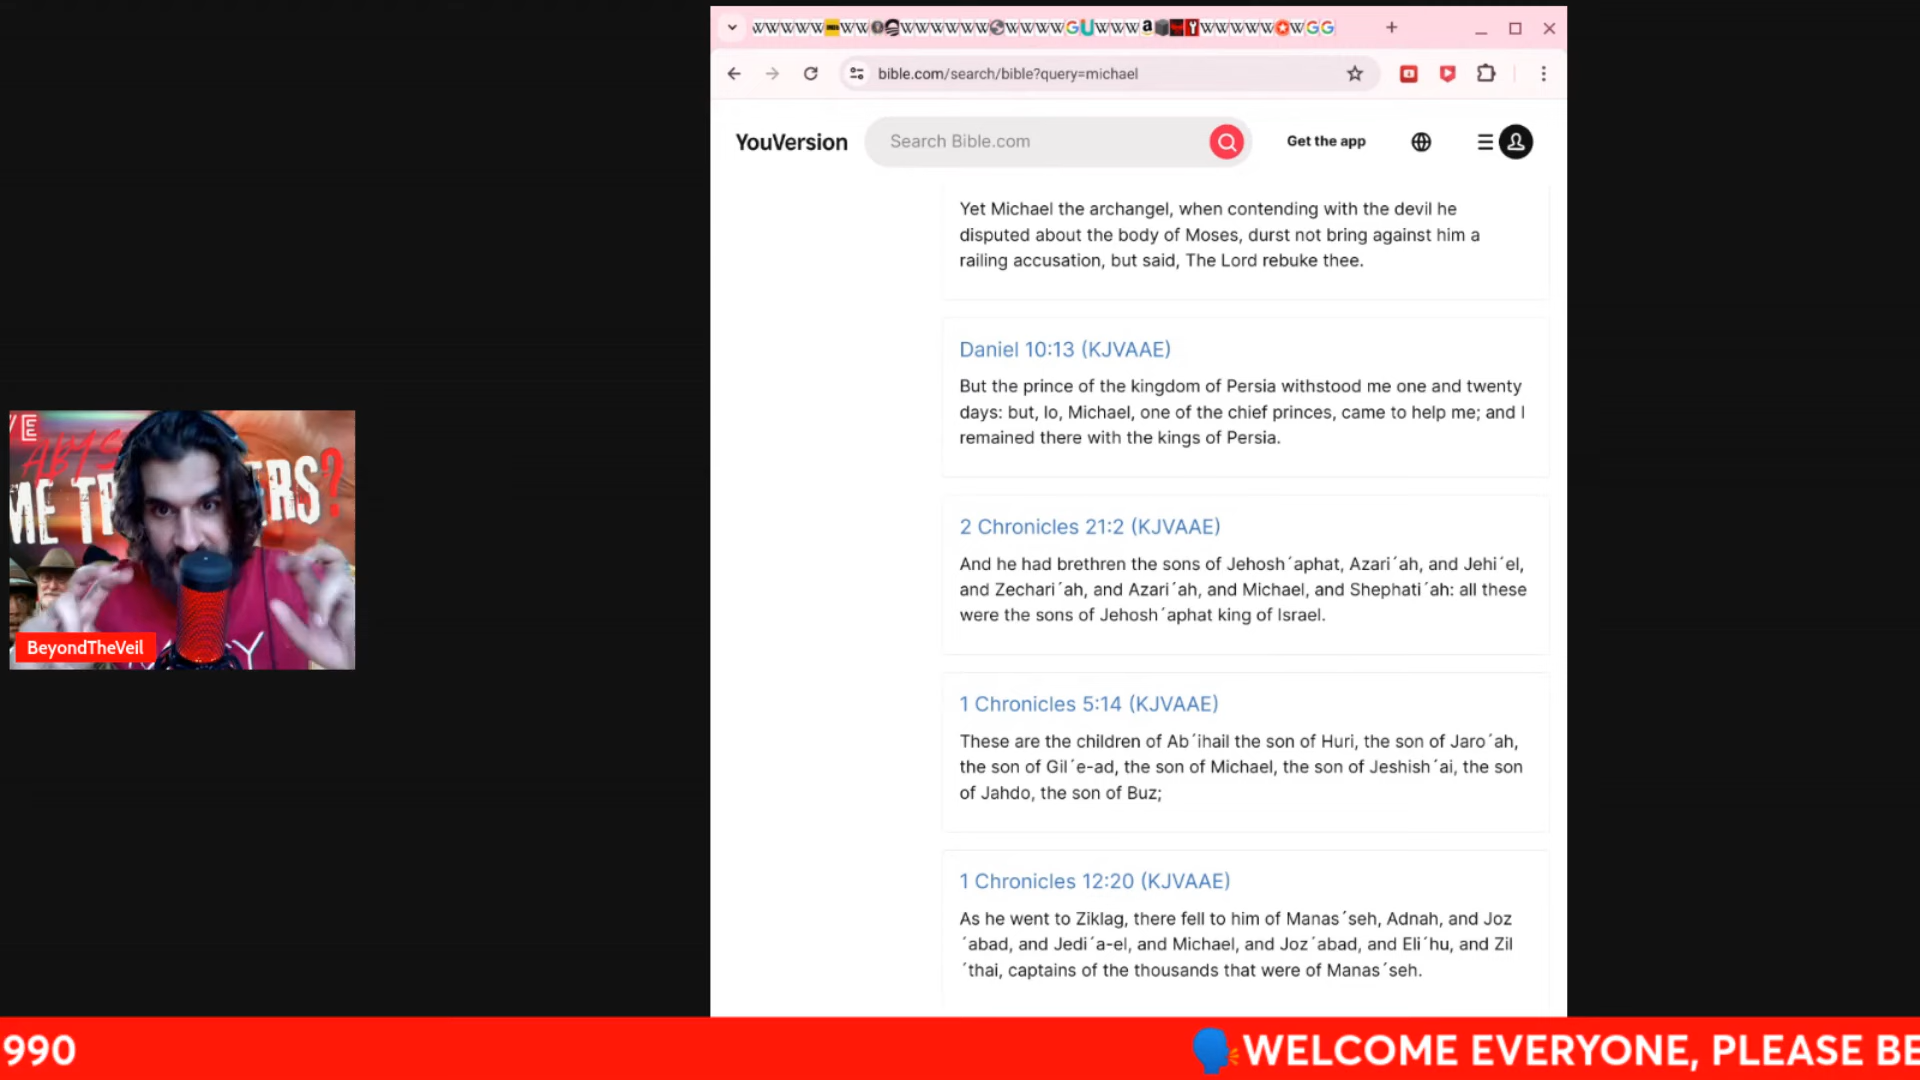 bible.com/search/bible?query=michael
YouVersion
Search Bible.com
Get the app
Yet Michael the archangel, when contending with the devil he
disputed about the body of Moses, durst not bring against him a
railing accusation, but said, The Lord rebuke thee.
Daniel 10:13 (KJVAAE)
But the prince of the kingdom of Persia withstood me one and twenty
days: but, lo, Michael, one of the chief princes, came to help me; and I
remained there with the kings of Persia.
2 Chronicles 21:2 (KJVAAE)
And he had brethren the sons of Jehosh´aphat, Azari´ah, and Jehi´el,
and Zechari´ah, and Azari´ah, and Michael, and Shephati´ah: all these
were the sons of Jehosh´aphat king of Israel.
1 Chronicles 5:14 (KJVAAE)
These are the children of Ab´ihail the son of Huri, the son of Jaro´ah,
the son of Gil´e-ad, the son of Michael, the son of Jeshish´ai, the son
of Jahdo, the son of Buz;
1 Chronicles 12:20 (KJVAAE)
As he went to Ziklag, there fell to him of Manas´seh, Adnah, and Joz
´abad, and Jedi´a-el, and Michael, and Joz´abad, and Eli´hu, and Zil
´thai, captains of the thousands that were of Manas´seh.
ABYS
ME TR ERS?
BeyondTheVeil
990
WELCOME EVERYONE, PLEASE BE